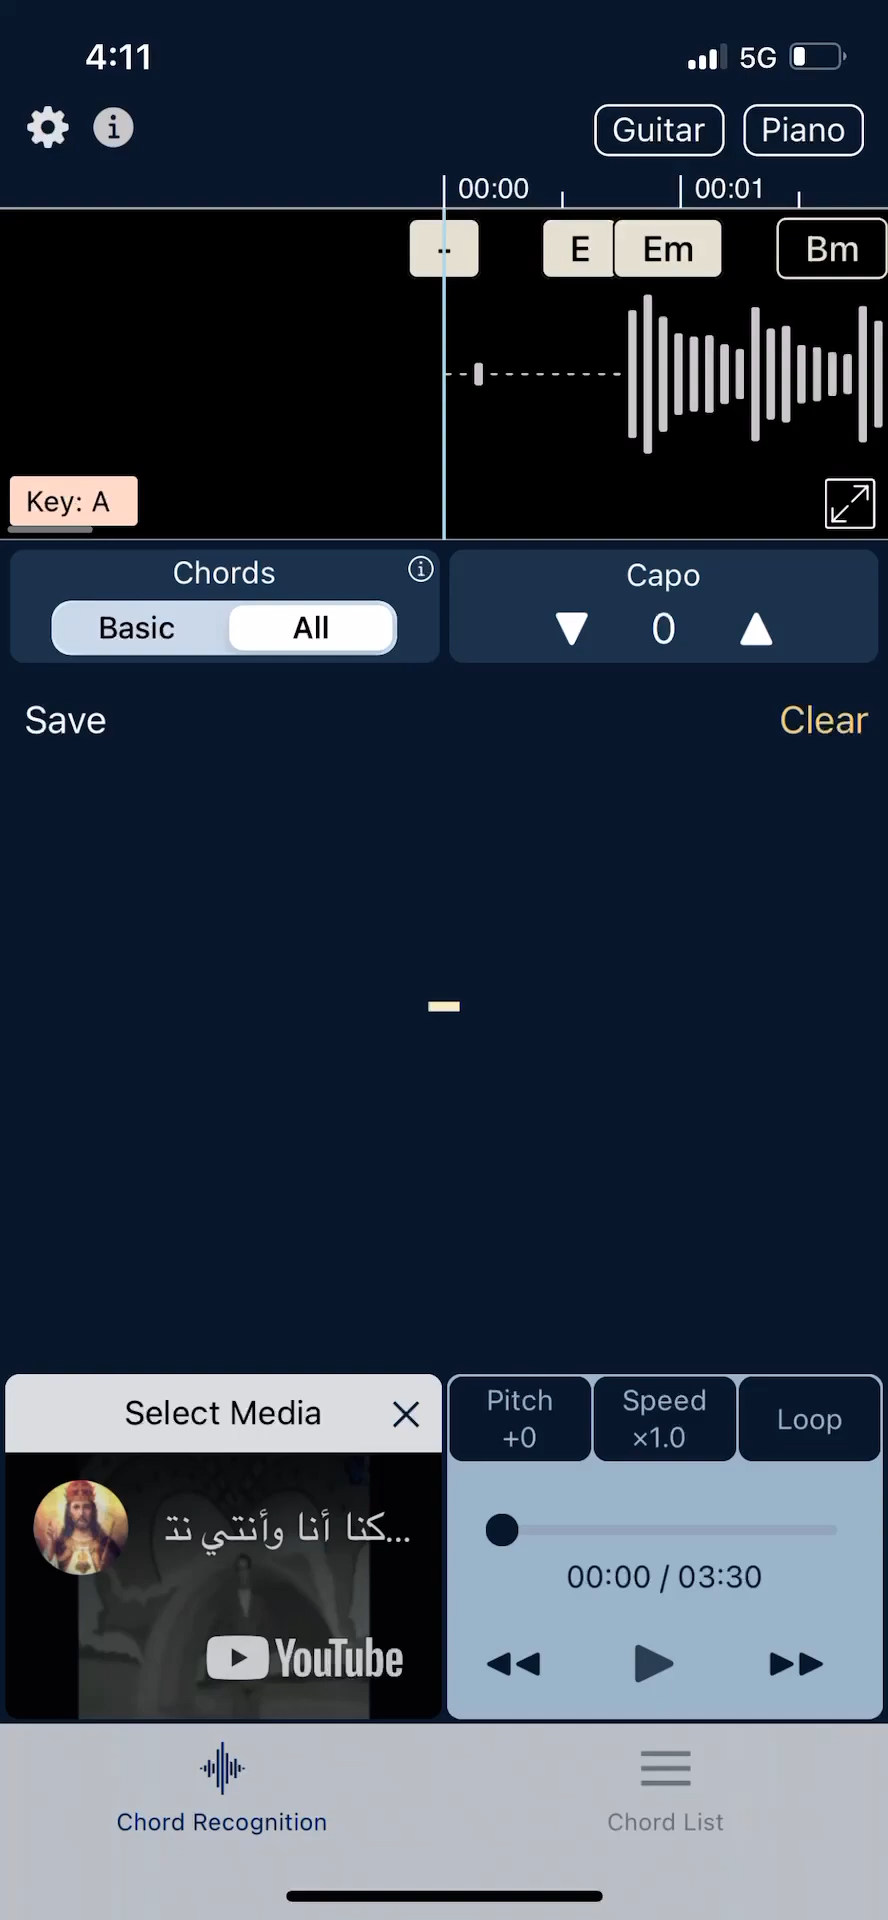 4:11
5G
Guitar
Piano
00:00
00:01
-
E
Em
Bm
Key: A
Chords
Capo
Basic
All
0
Save
Clear
-
Select Media
Pitch
+0
Speed
×1.0
Loop
كنا أنا وأنتي نتـ...
YouTube
00:00 / 03:30
Chord Recognition
Chord List